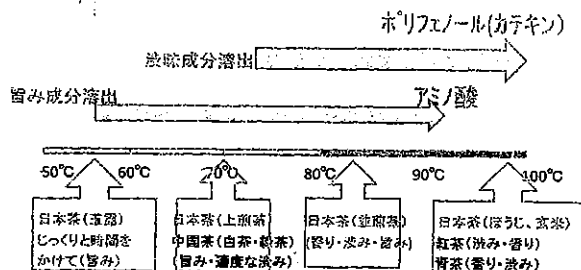 ポリフェノール(カテキン)
渋味成分溶出
旨み成分溶出
アミノ酸
50°C 60°C 70°C 80°C 90°C 100°C
日本茶(玉露)
じっくりと時間を
かけて(旨み)
日本茶(上煎茶)
中国茶(白茶・緑茶)
(旨み・適度な渋み)
日本茶(並煎茶)
(香り・渋み・旨み)
日本茶(ほうじ、玄米)
紅茶(渋み・香り)
青茶(香り・渋み)